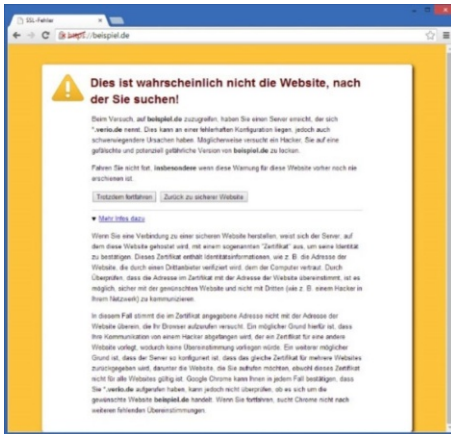 SSL-Fehler
https://beispiel.de
Dies ist wahrscheinlich nicht die Website, nach
der Sie suchen!
Beim Versuch, auf beispiel.de zuzugreifen, haben Sie einen Server erreicht, der sich
*.verio.de nennt. Dies kann an einer fehlerhaften Konfiguration liegen, jedoch auch
schwerwiegendere Ursachen haben. Möglicherweise versucht ein Hacker, Sie auf eine
gefälschte und potenziell gefährliche Version von beispiel.de zu locken.
Fahren Sie nicht fort, insbesondere wenn diese Warnung für diese Website vorher noch nie
erschienen ist.
Trotzdem fortfahren
Zurück zu sicherer Website
Mehr Infos dazu
Wenn Sie eine Verbindung zu einer sicheren Website herstellen, weist sich der Server, auf
dem diese Website gehostet wird, mit einem sogenannten "Zertifikat" aus, um seine Identität
zu bestätigen. Dieses Zertifikat enthält Identitätsinformationen, wie z. B. die Adresse der
Website, die durch einen Drittanbieter verifiziert wird, dem der Computer vertraut. Durch
Überprüfen, dass die Adresse im Zertifikat mit der Adresse der Website übereinstimmt, ist es
möglich, sicher mit der gewünschten Website und nicht mit Dritten (wie z. B. einem Hacker in
Ihrem Netzwerk) zu kommunizieren.
In diesem Fall stimmt die im Zertifikat angegebene Adresse nicht mit der Adresse der
Website überein, die Ihr Browser aufzurufen versucht. Ein möglicher Grund hierfür ist, dass
Ihre Kommunikation von einem Hacker abgefangen wird, der ein Zertifikat für eine andere
Website vorlegt, wodurch keine Übereinstimmung vorliegen würde. Ein weiterer möglicher
Grund ist, dass der Server so konfiguriert ist, dass das gleiche Zertifikat für mehrere Websites
zurückgegeben wird, darunter die Website, die Sie aufrufen möchten, obwohl dieses Zertifikat
nicht für alle Websites gültig ist. Google Chrome kann Ihnen in jedem Fall bestätigen, dass
Sie *.verio.de aufgerufen haben, kann jedoch nicht überprüfen, ob es sich um die
gewünschte Website beispiel.de handelt. Wenn Sie fortfahren, sucht Chrome nicht nach
weiteren fehlenden Übereinstimmungen.